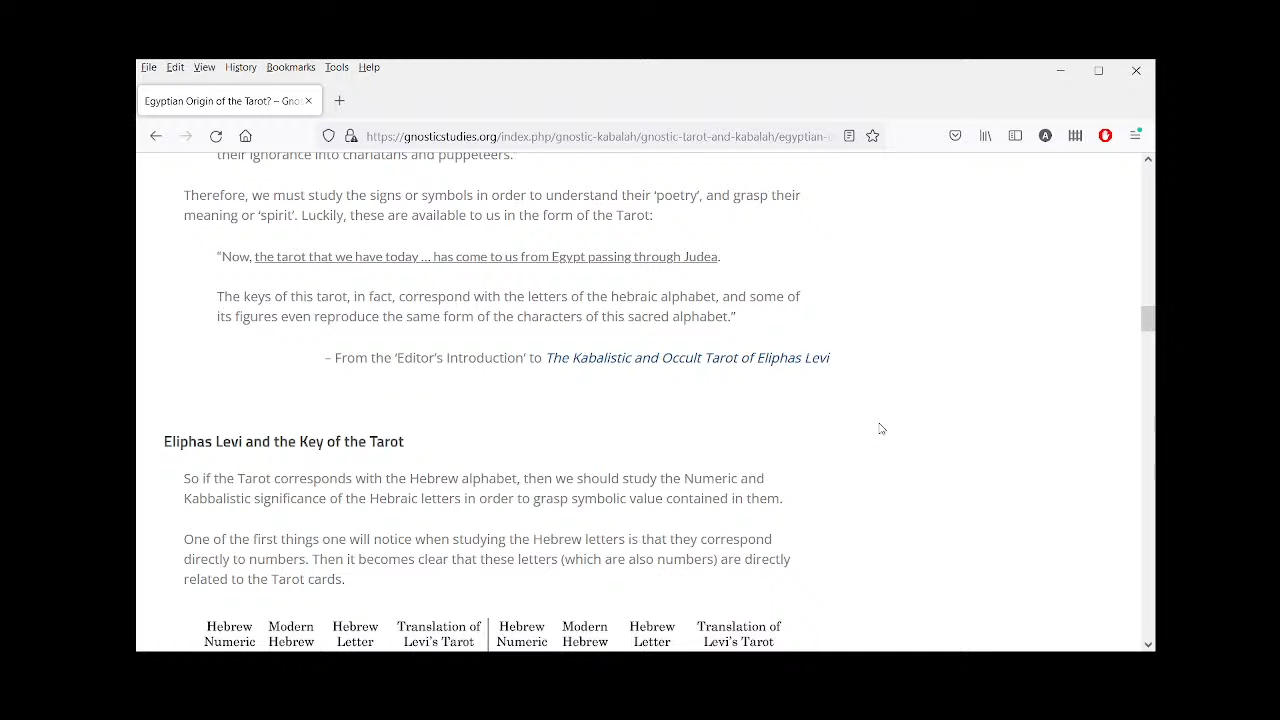 File Edit View History Bookmarks Tools Help
Egyptian Origin of the Tarot? – Gno
https://gnosticstudies.org/index.php/gnostic-kabalah/gnostic-tarot-and-kabalah/egyptian-
their ignorance into charlatans and puppeteers.”
Therefore, we must study the signs or symbols in order to understand their ‘poetry’, and grasp their
meaning or ‘spirit’. Luckily, these are available to us in the form of the Tarot:
“Now, the tarot that we have today ... has come to us from Egypt passing through Judea.
The keys of this tarot, in fact, correspond with the letters of the hebraic alphabet, and some of
its figures even reproduce the same form of the characters of this sacred alphabet.”
– From the ‘Editor’s Introduction’ to The Kabalistic and Occult Tarot of Eliphas Levi
Eliphas Levi and the Key of the Tarot
So if the Tarot corresponds with the Hebrew alphabet, then we should study the Numeric and
Kabbalistic significance of the Hebraic letters in order to grasp symbolic value contained in them.
One of the first things one will notice when studying the Hebrew letters is that they correspond
directly to numbers. Then it becomes clear that these letters (which are also numbers) are directly
related to the Tarot cards.
Hebrew Modern Hebrew Translation of Hebrew Modern Hebrew Translation of
Numeric Hebrew Letter Levi's Tarot Numeric Hebrew Letter Levi's Tarot